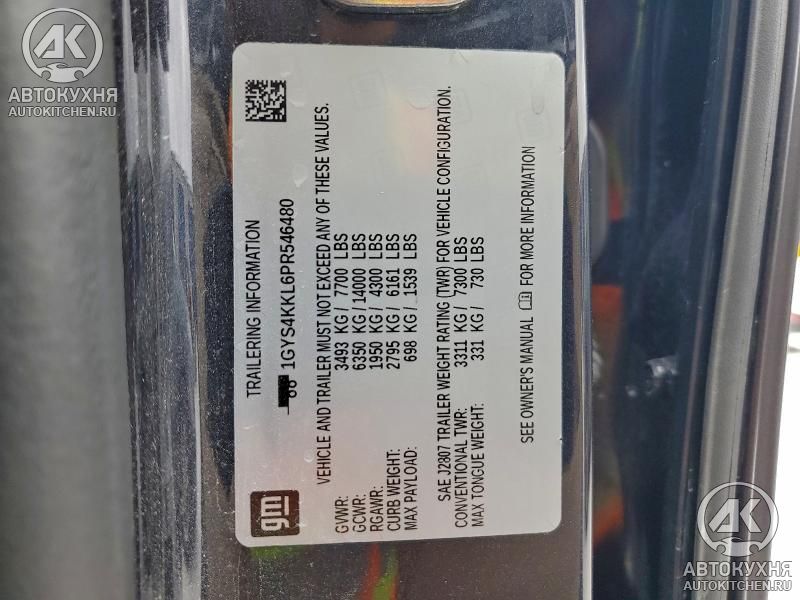 AK
АВТОКУХНЯ
AUTOKITCHEN.RU
gm
TRAILERING INFORMATION
1GYS4KKL6PR546480
VEHICLE AND TRAILER MUST NOT EXCEED ANY OF THESE VALUES.
GVWR: 3493 KG / 7700 LBS
GCWR: 6350 KG / 14000 LBS
RGAWR: 1950 KG / 4300 LBS
CURB WEIGHT: 2795 KG / 6161 LBS
MAX PAYLOAD: 698 KG / 1539 LBS
SAE J2807 TRAILER WEIGHT RATING (TWR) FOR VEHICLE CONFIGURATION.
CONVENTIONAL TWR: 3311 KG / 7300 LBS
MAX TONGUE WEIGHT: 331 KG / 730 LBS
SEE OWNER'S MANUAL FOR MORE INFORMATION
AK
АВТОКУХНЯ
AUTOKITCHEN.RU